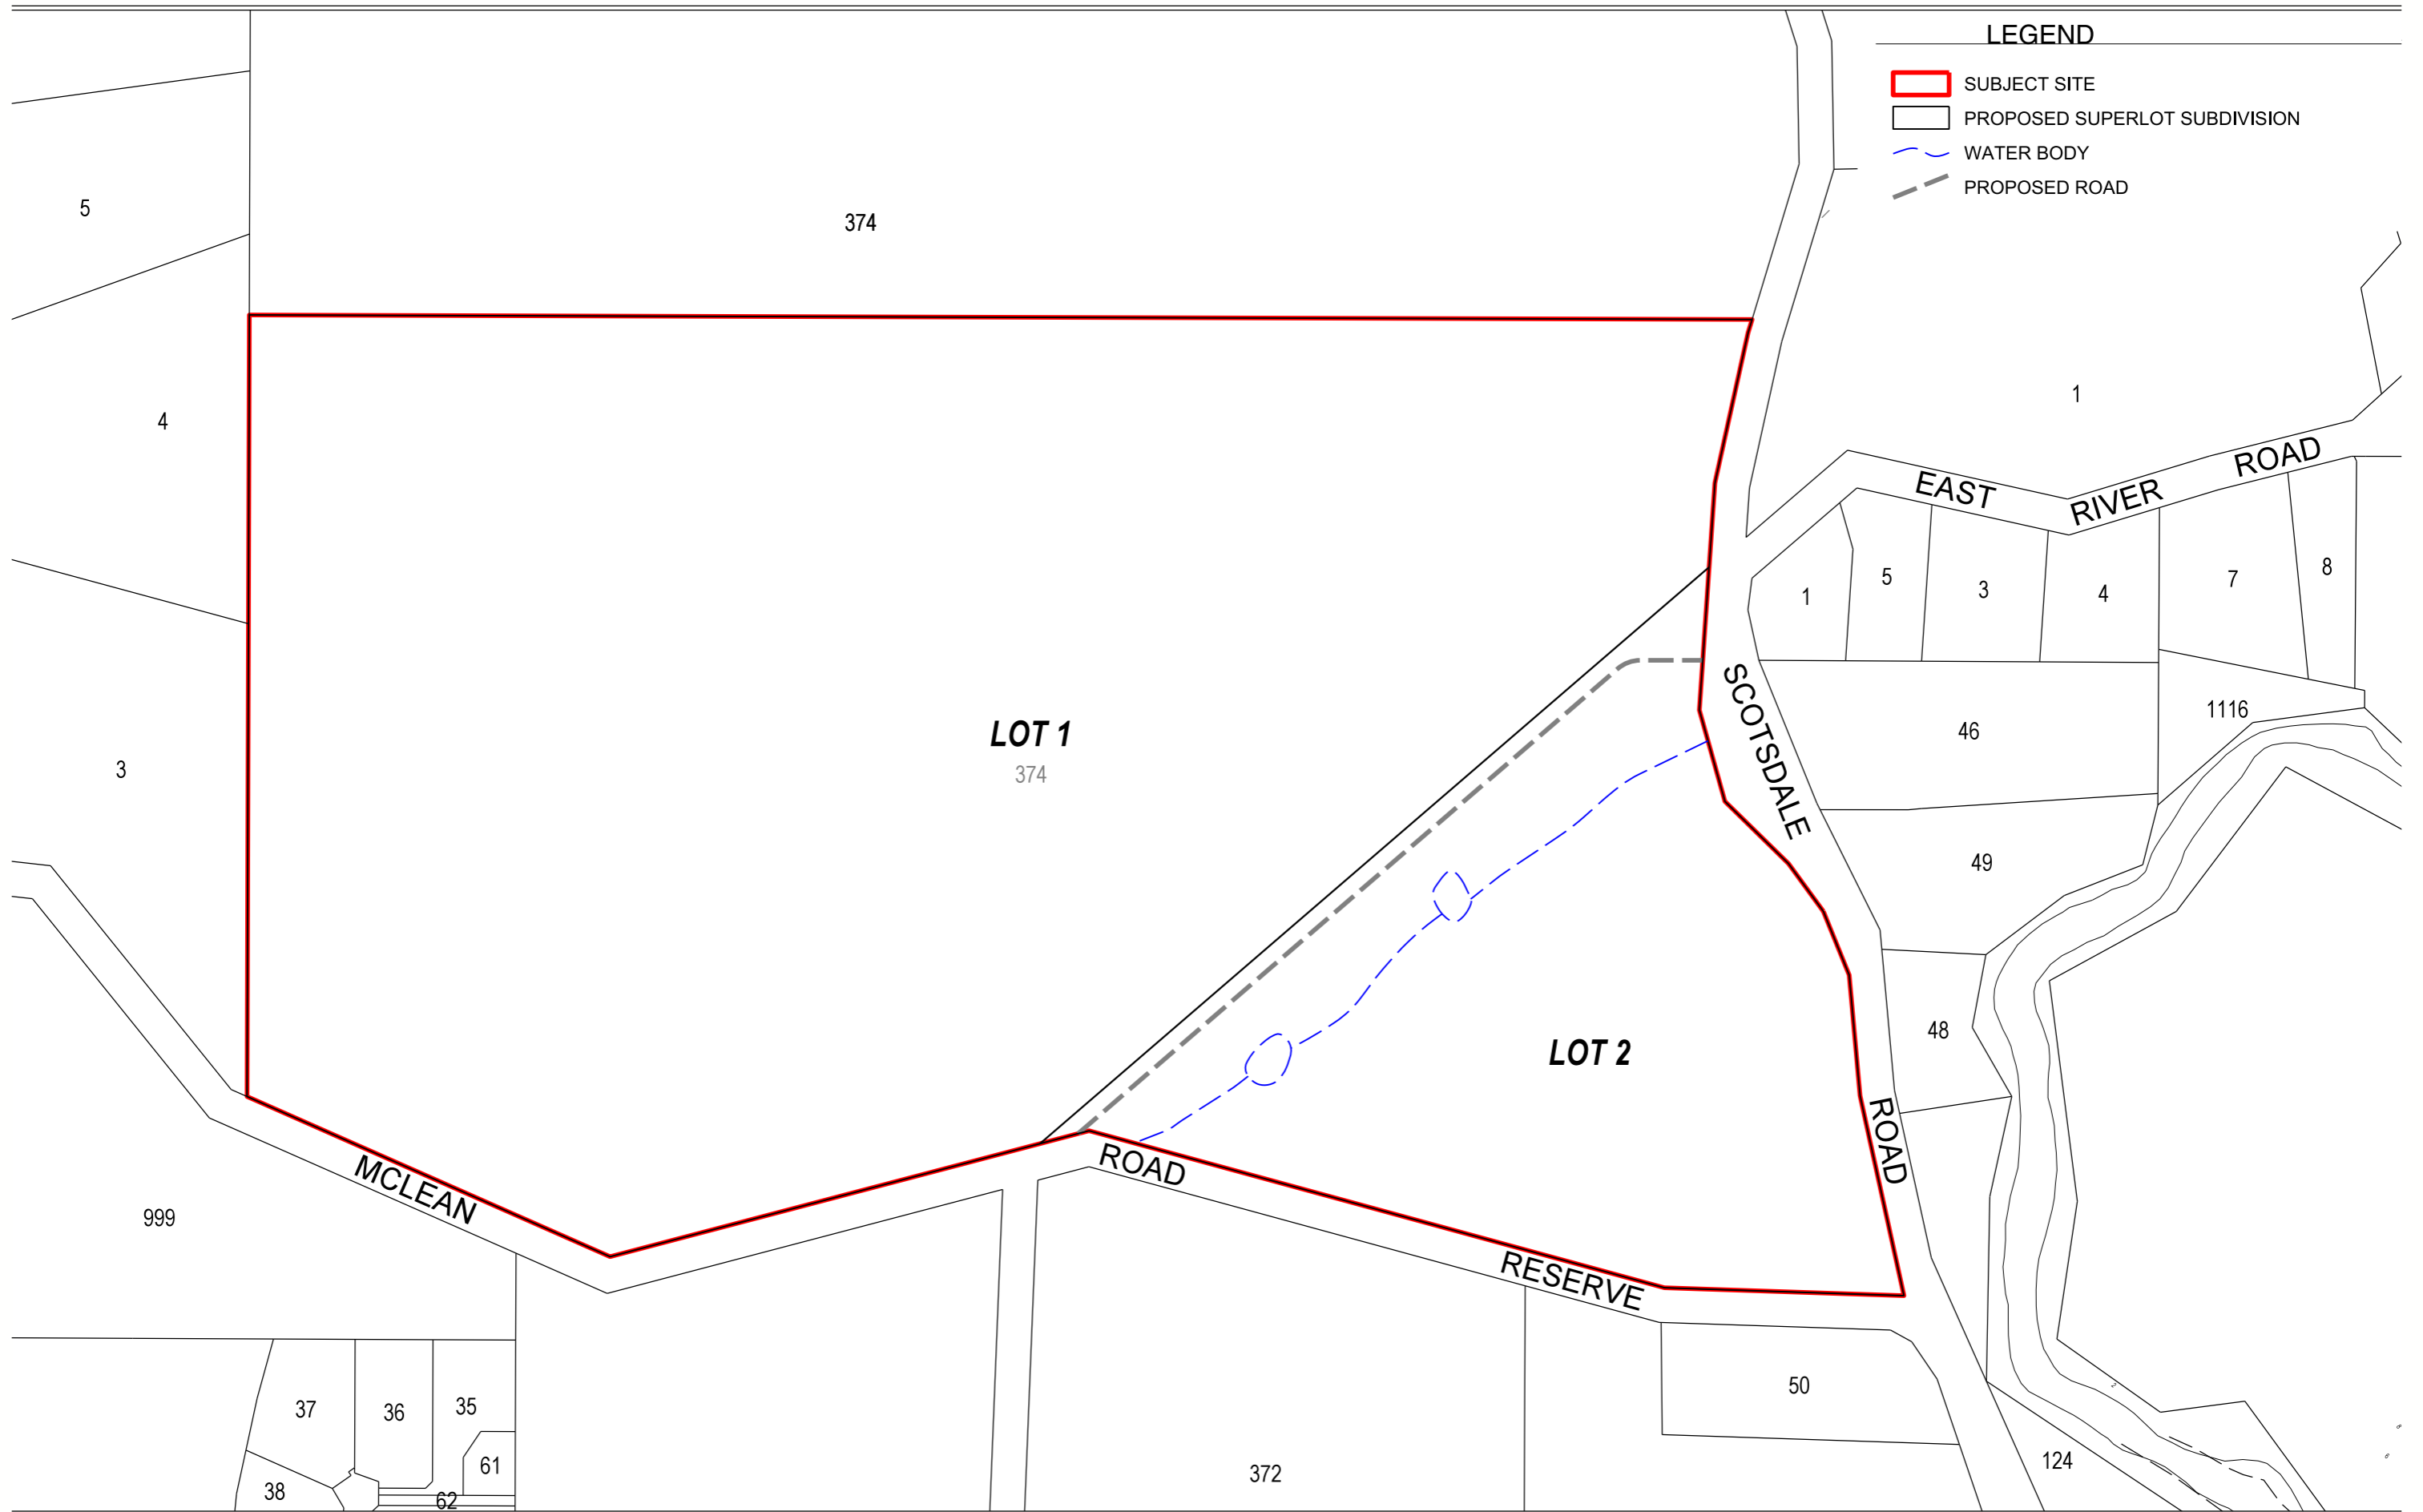 LEGEND
SUBJECT SITE
PROPOSED SUPERLOT SUBDIVISION
WATER BODY
PROPOSED ROAD
5
374
4
1
EAST RIVER ROAD
1
5
3
4
7
8
1116
46
SCOTSDALE ROAD
LOT 1
374
3
49
48
LOT 2
MCLEAN ROAD RESERVE
999
37
36
35
61
38
62
372
50
124